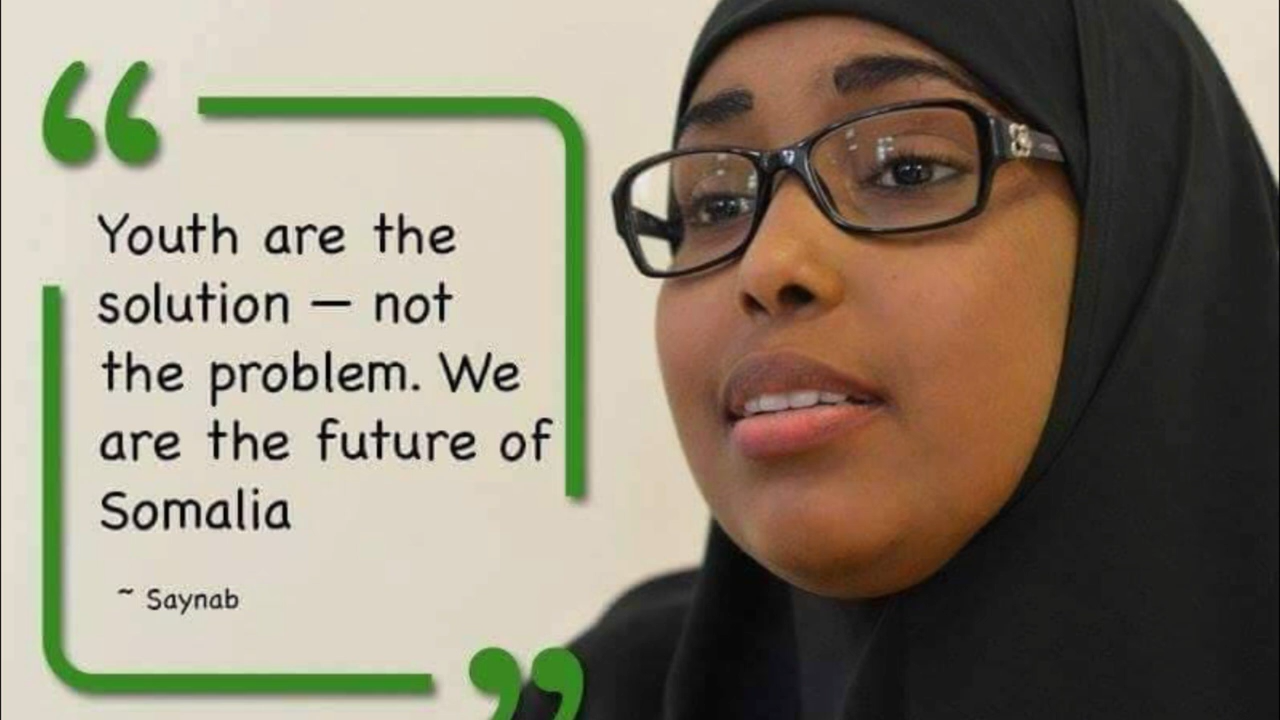 Youth are the
solution — not
the problem. We
are the future of
Somalia
~ Saynab